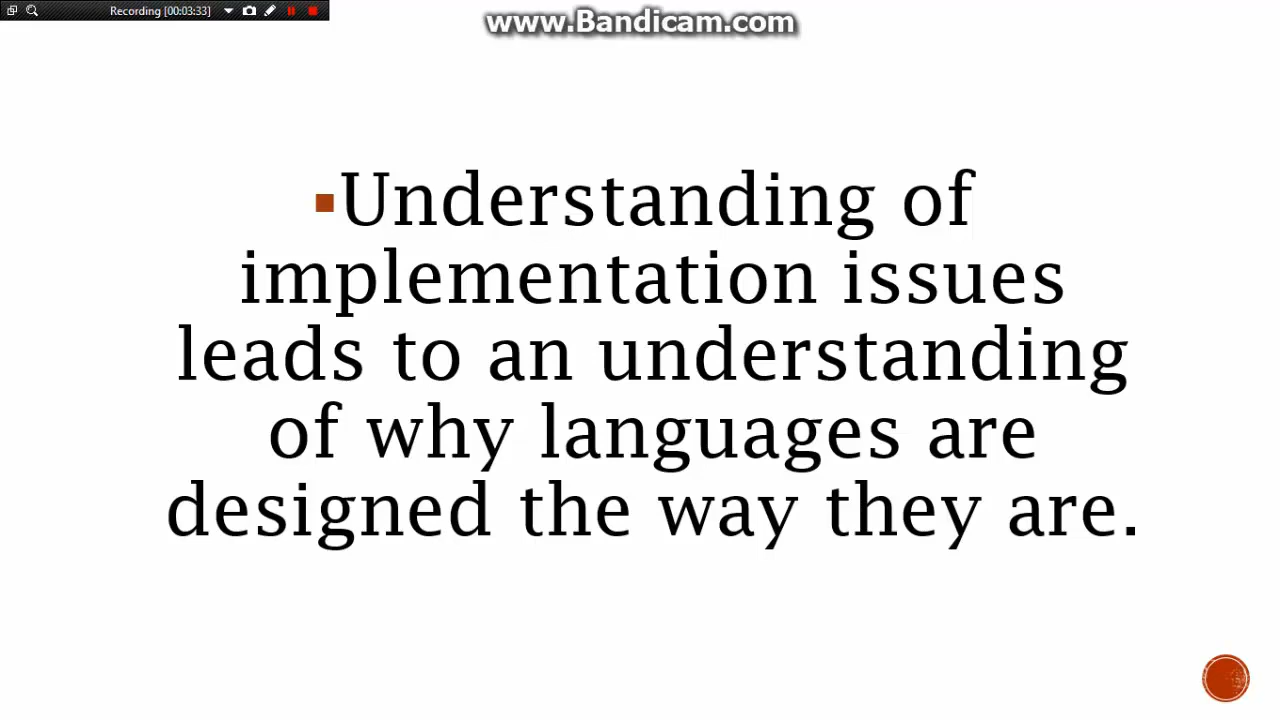 Recording [00:03:33]
www.Bandicam.com
▪Understanding of
implementation issues
leads to an understanding
of why languages are
designed the way they are.